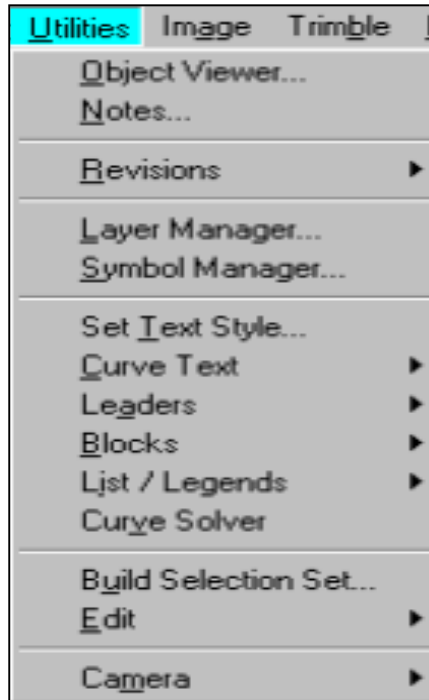 Utilities Image Trimble
Object Viewer...
Notes...
Revisions
Layer Manager...
Symbol Manager...
Set Text Style...
Curve Text
Leaders
Blocks
List / Legends
Curve Solver
Build Selection Set...
Edit
Camera